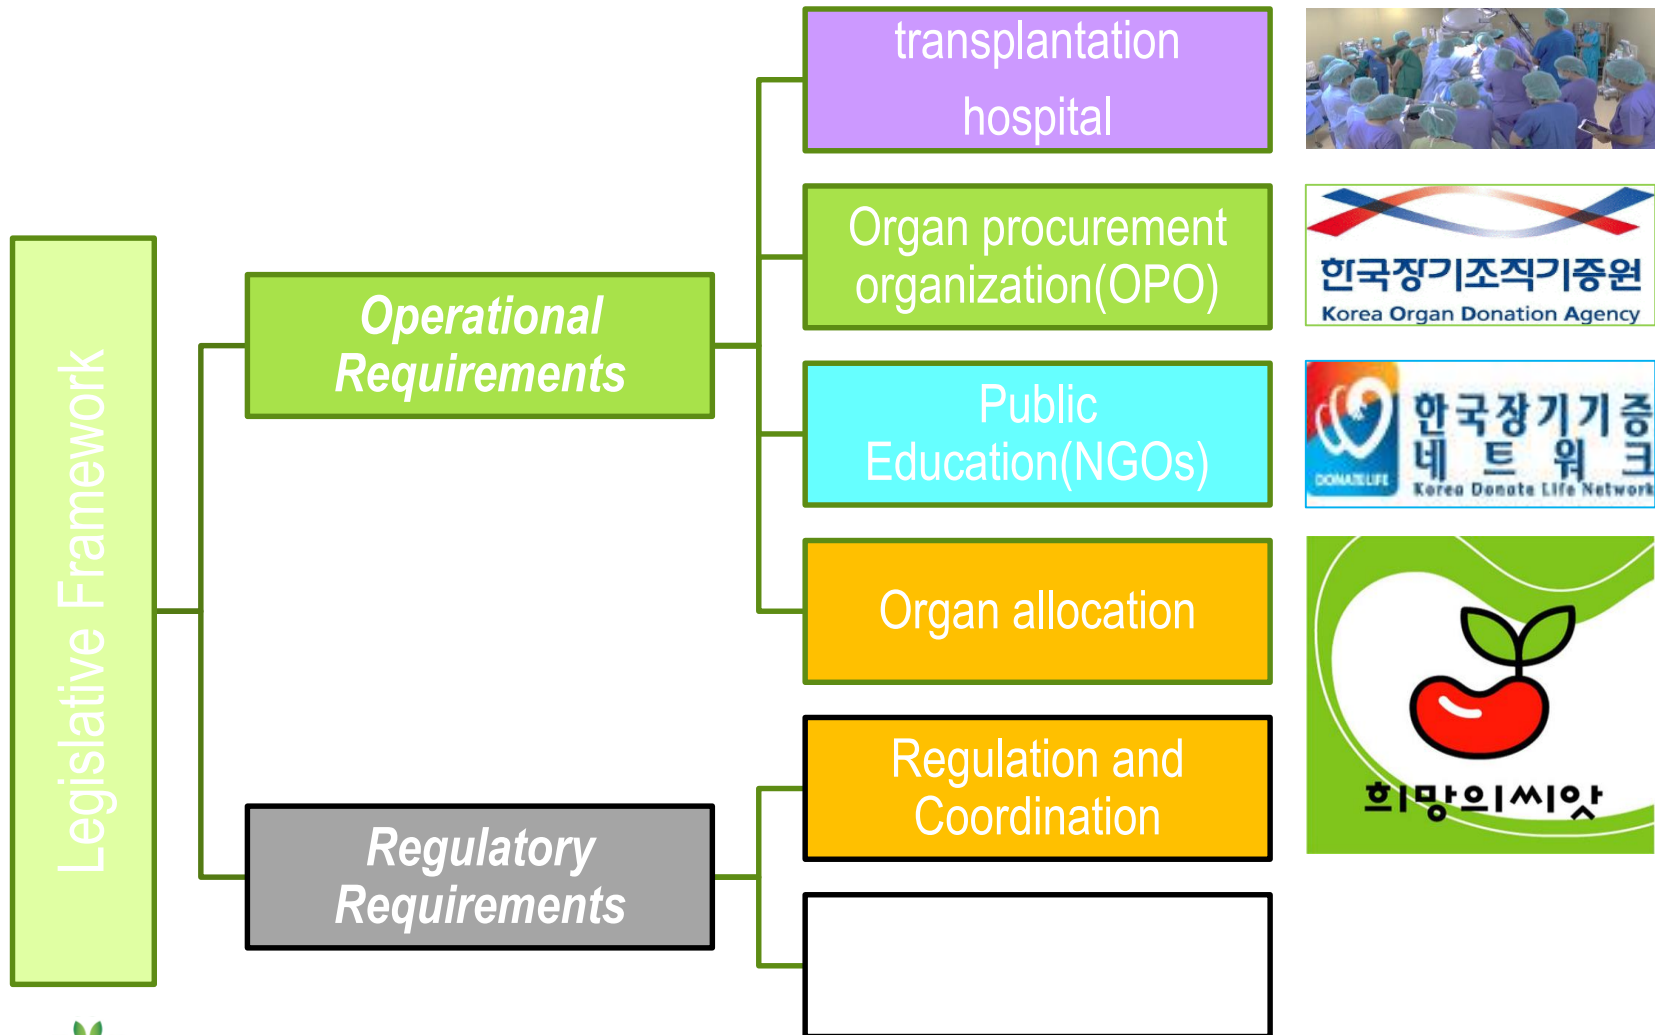 Legislative Framework
Operational
Requirements
Regulatory
Requirements
transplantation
hospital
Organ procurement
organization(OPO)
Public
Education(NGOs)
Organ allocation
Regulation and
Coordination
한국장기조직기증원
Korea Organ Donation Agency
DONATE LIFE
한국장기기증
네트워크
Korea Donate Life Network
희망의씨앗